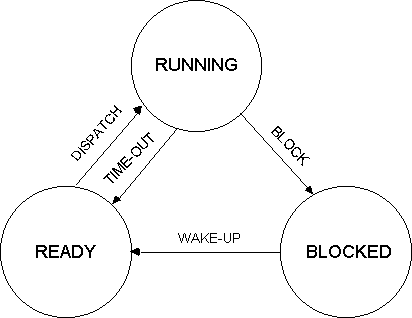 RUNNING
DISPATCH
TIME-OUT
BLOCK
WAKE-UP
READY
BLOCKED